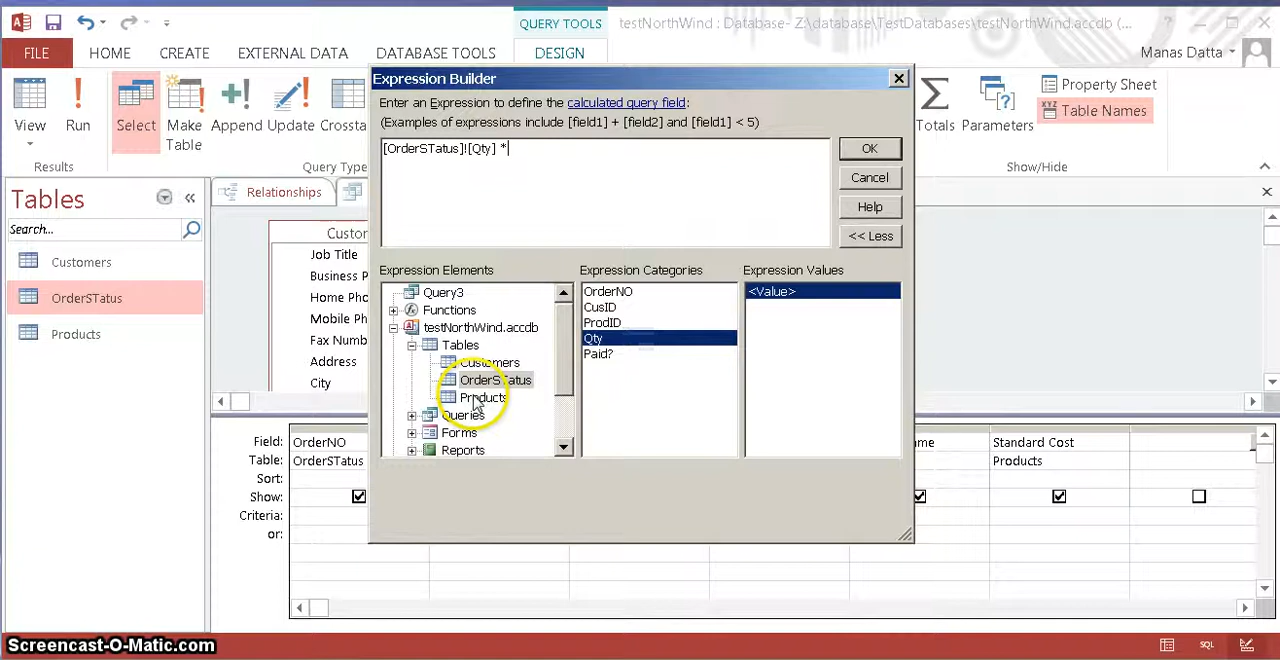 QUERY TOOLS
testNorthWind : Database- Z:\database\TestDatabases\testNorthWind.accdb (...
FILE HOME CREATE EXTERNAL DATA DATABASE TOOLS DESIGN Manas Datta
View Run Select Make Table Append Update Crossta
Totals Parameters Property Sheet
Table Names
Results Query Type Show/Hide
Tables
Search...
Customers
OrderSTatus
Products
Relationships
Custo
Job Title
Business P
Home Pho
Mobile Ph
Fax Numb
Address
City
Expression Builder
Enter an Expression to define the calculated query field:
(Examples of expressions include [field1] + [field2] and [field1] < 5)
[OrderSTatus]![Qty] *
OK
Cancel
Help
<< Less
Expression Elements
Query3
Functions
testNorthWind.accdb
Tables
Customers
OrderSTatus
Products
Queries
Forms
Reports
Expression Categories
OrderNO
CusID
ProdID
Qty
Paid?
Expression Values
<Value>
Field: OrderNO ame Standard Cost
Table: OrderSTatus Products
Sort:
Show:
Criteria:
or:
Screencast-O-Matic.com
SQL